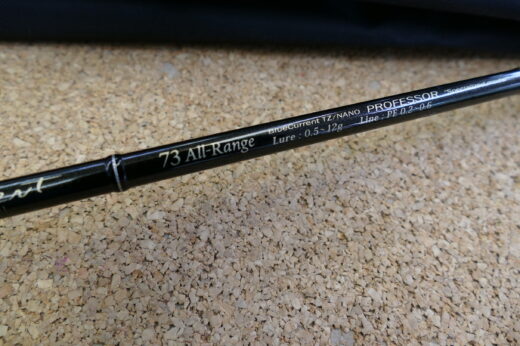 73 All-Range
BlueCurrent TZ/NANO PROFESSOR
Lure : 0.5~12g Line : PE 0.2~0.6